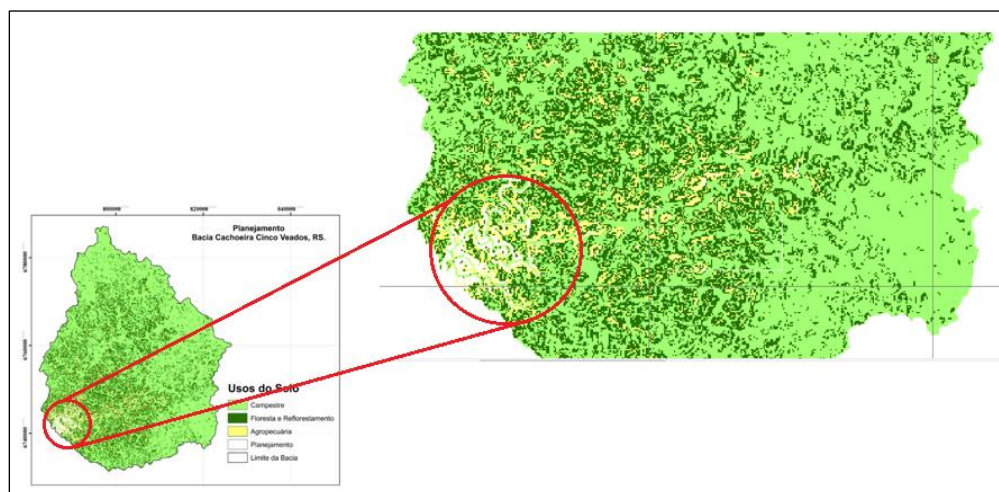 800000 820000 840000
Planejamento
Bacia Cachoeira Cinco Veados, RS.
6780000
6760000
6740000
Usos do Solo
Campestre
Floresta e Reflorestamento
Agropecuária
Planejamento
Limite da Bacia